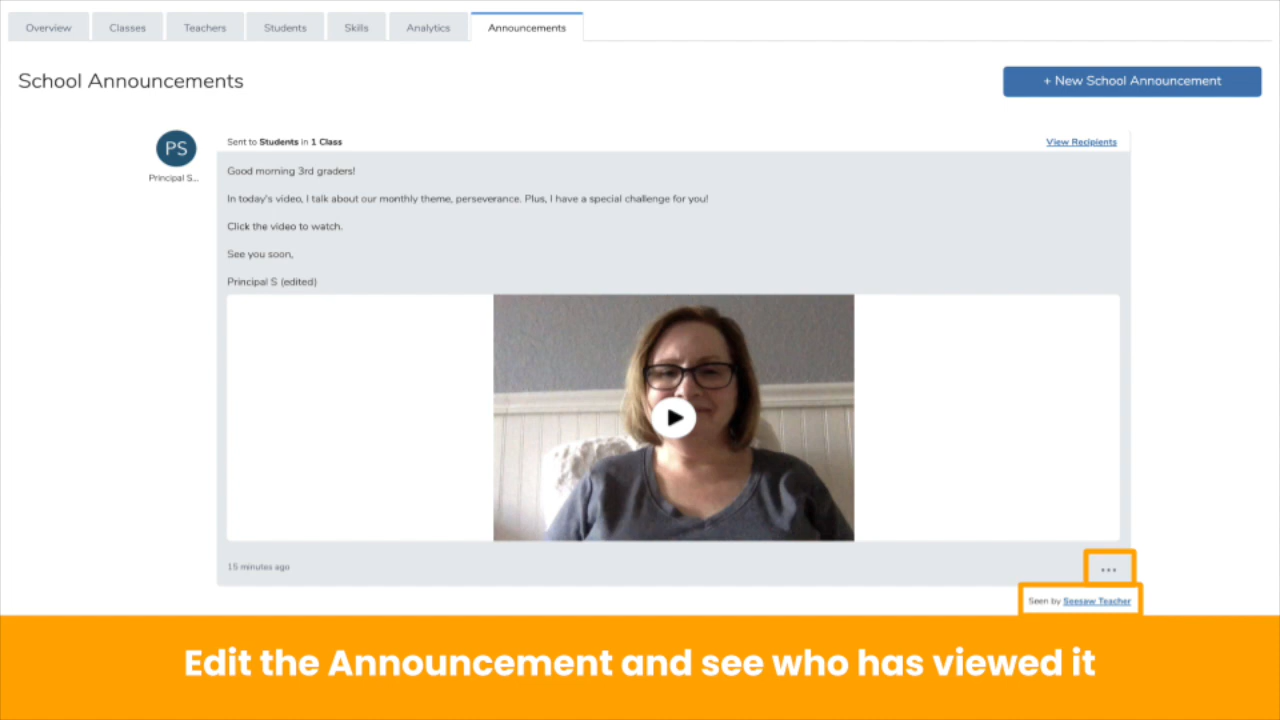 Overview
Classes
Teachers
Students
Skills
Analytics
Announcements
School Announcements
+ New School Announcement
PS
Principal S...
Sent to Students in 1 Class
View Recipients
Good morning 3rd graders!
In today's video, I talk about our monthly theme, perseverance. Plus, I have a special challenge for you!
Click the video to watch.
See you soon,
Principal S (edited)
15 minutes ago
Seen by Seesaw Teacher
Edit the Announcement and see who has viewed it